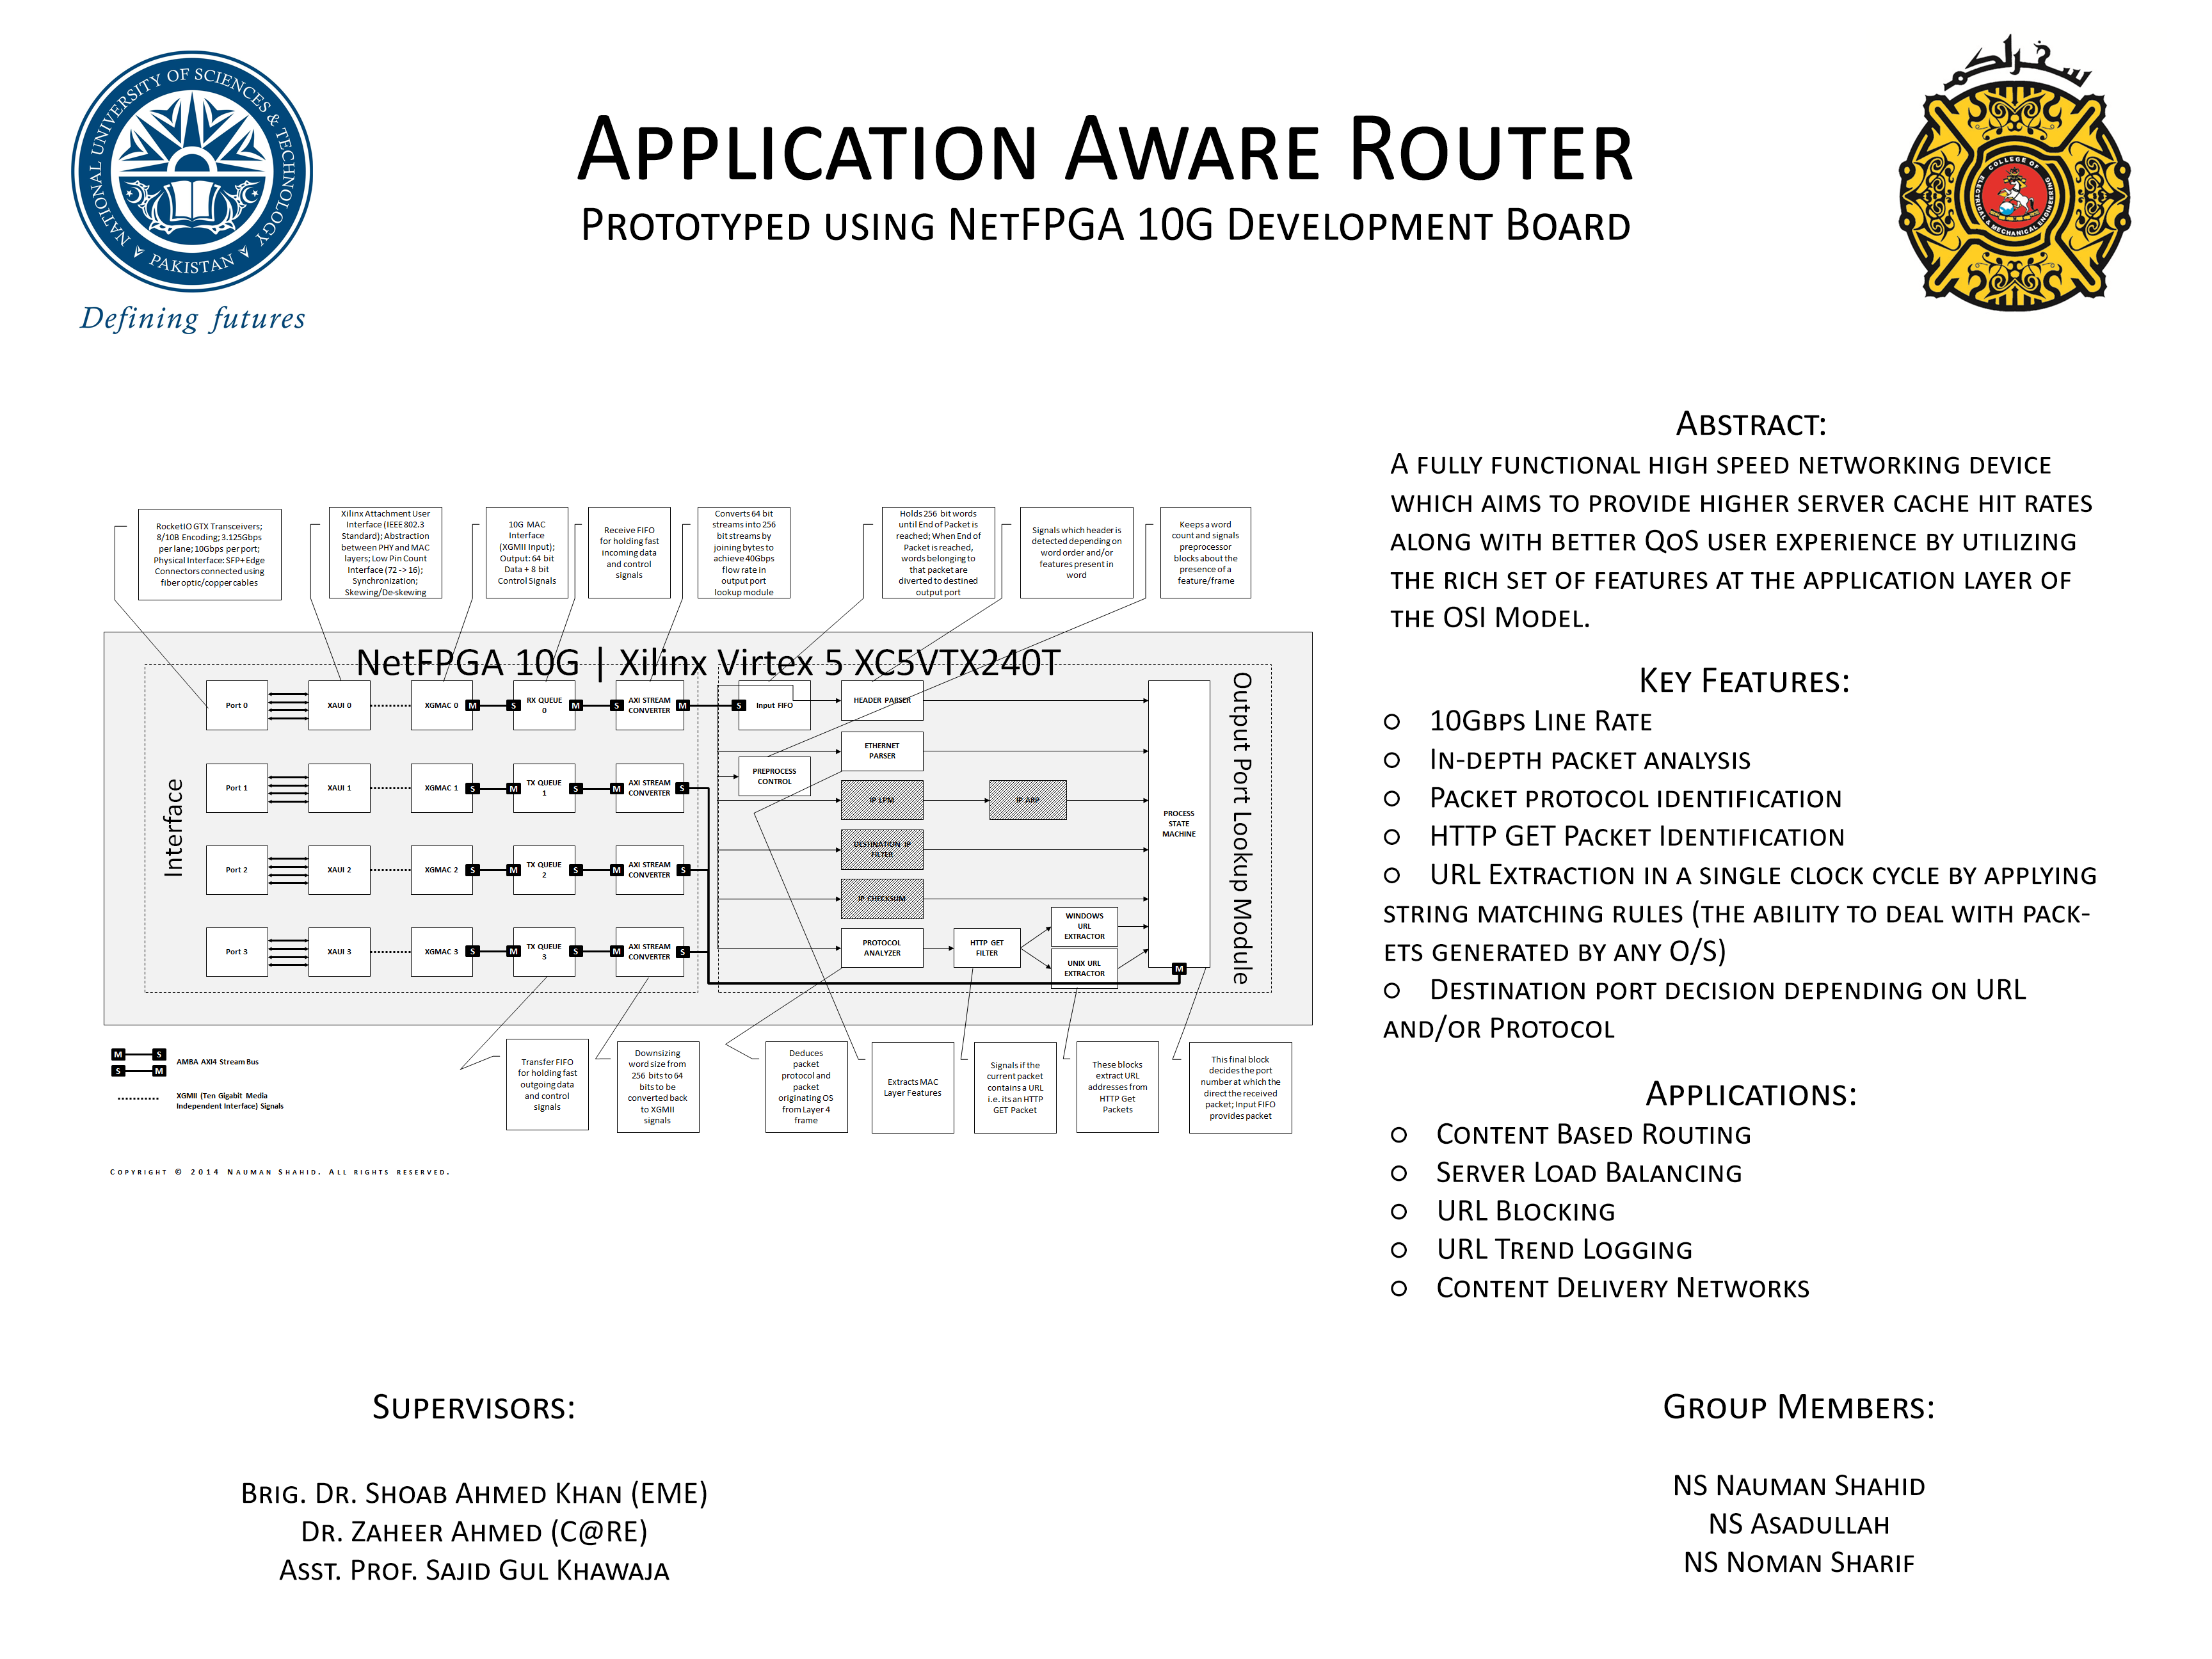 NATIONAL UNIVERSITY OF SCIENCES & TECHNOLOGY
PAKISTAN
Defining futures
Application Aware Router
Prototyped using NetFPGA 10G Development Board
COLLEGE OF
ELECTRICAL & MECHANICAL ENGINEERING
RocketIO GTX Transceivers;
8/10B Encoding; 3.125Gbps
per lane; 10Gbps per port;
Physical Interface: SFP+ Edge
Connectors connected using
fiber optic/copper cables
Xilinx Attachment User
Interface (IEEE 802.3
Standard); Abstraction
between PHY and MAC
layers; Low Pin Count
Interface (72 -> 16);
Synchronization;
Skewing/De-skewing
10G MAC
Interface
(XGMII Input);
Output: 64 bit
Data + 8 bit
Control Signals
Receive FIFO
for holding fast
incoming data
and control
signals
Converts 64 bit
streams into 256
bit streams by
joining bytes to
achieve 40Gbps
flow rate in
output port
lookup module
Holds 256 bit words
until End of Packet is
reached; When End of
Packet is reached,
words belonging to
that packet are
diverted to destined
output port
Signals which header is
detected depending on
word order and/or
features present in
word
Keeps a word
count and signals
preprocessor
blocks about the
presence of a
feature/frame
NetFPGA 10G | Xilinx Virtex 5 XC5VTX240T
Interface
Output Port Lookup Module
Port 0
XAUI 0
XGMAC 0
M
S
RX QUEUE
0
M
S
AXI STREAM
CONVERTER
M
S
Input FIFO
HEADER PARSER
ETHERNET
PARSER
PREPROCESS
CONTROL
Port 1
XAUI 1
XGMAC 1
S
M
TX QUEUE
1
S
M
AXI STREAM
CONVERTER
S
IP LPM
IP ARP
PROCESS
STATE
MACHINE
DESTINATION IP
FILTER
Port 2
XAUI 2
XGMAC 2
S
M
TX QUEUE
2
S
M
AXI STREAM
CONVERTER
S
IP CHECKSUM
WINDOWS
URL
EXTRACTOR
Port 3
XAUI 3
XGMAC 3
S
M
TX QUEUE
3
S
M
AXI STREAM
CONVERTER
S
PROTOCOL
ANALYZER
HTTP GET
FILTER
UNIX URL
EXTRACTOR
M
M S
S M
AMBA AXI4 Stream Bus
XGMII (Ten Gigabit Media
Independent Interface) Signals
Transfer FIFO
for holding fast
outgoing data
and control
signals
Downsizing
word size from
256 bits to 64
bits to be
converted back
to XGMII
signals
Deduces
packet
protocol and
packet
originating OS
from Layer 4
frame
Extracts MAC
Layer Features
Signals if the
current packet
contains a URL
i.e. its an HTTP
GET Packet
These blocks
extract URL
addresses from
HTTP Get
Packets
This final block
decides the port
number at which the
direct the received
packet; Input FIFO
provides packet
Copyright © 2014 Nauman Shahid. All rights reserved.
Abstract:
A fully functional high speed networking device
which aims to provide higher server cache hit rates
along with better QoS user experience by utilizing
the rich set of features at the application layer of
the OSI Model.
Key Features:
○ 10Gbps Line Rate
○ In-depth packet analysis
○ Packet protocol identification
○ HTTP GET Packet Identification
○ URL Extraction in a single clock cycle by applying
string matching rules (the ability to deal with pack-
ets generated by any O/S)
○ Destination port decision depending on URL
and/or Protocol
Applications:
○ Content Based Routing
○ Server Load Balancing
○ URL Blocking
○ URL Trend Logging
○ Content Delivery Networks
Supervisors:
Brig. Dr. Shoab Ahmed Khan (EME)
Dr. Zaheer Ahmed (C@RE)
Asst. Prof. Sajid Gul Khawaja
Group Members:
NS Nauman Shahid
NS Asadullah
NS Noman Sharif